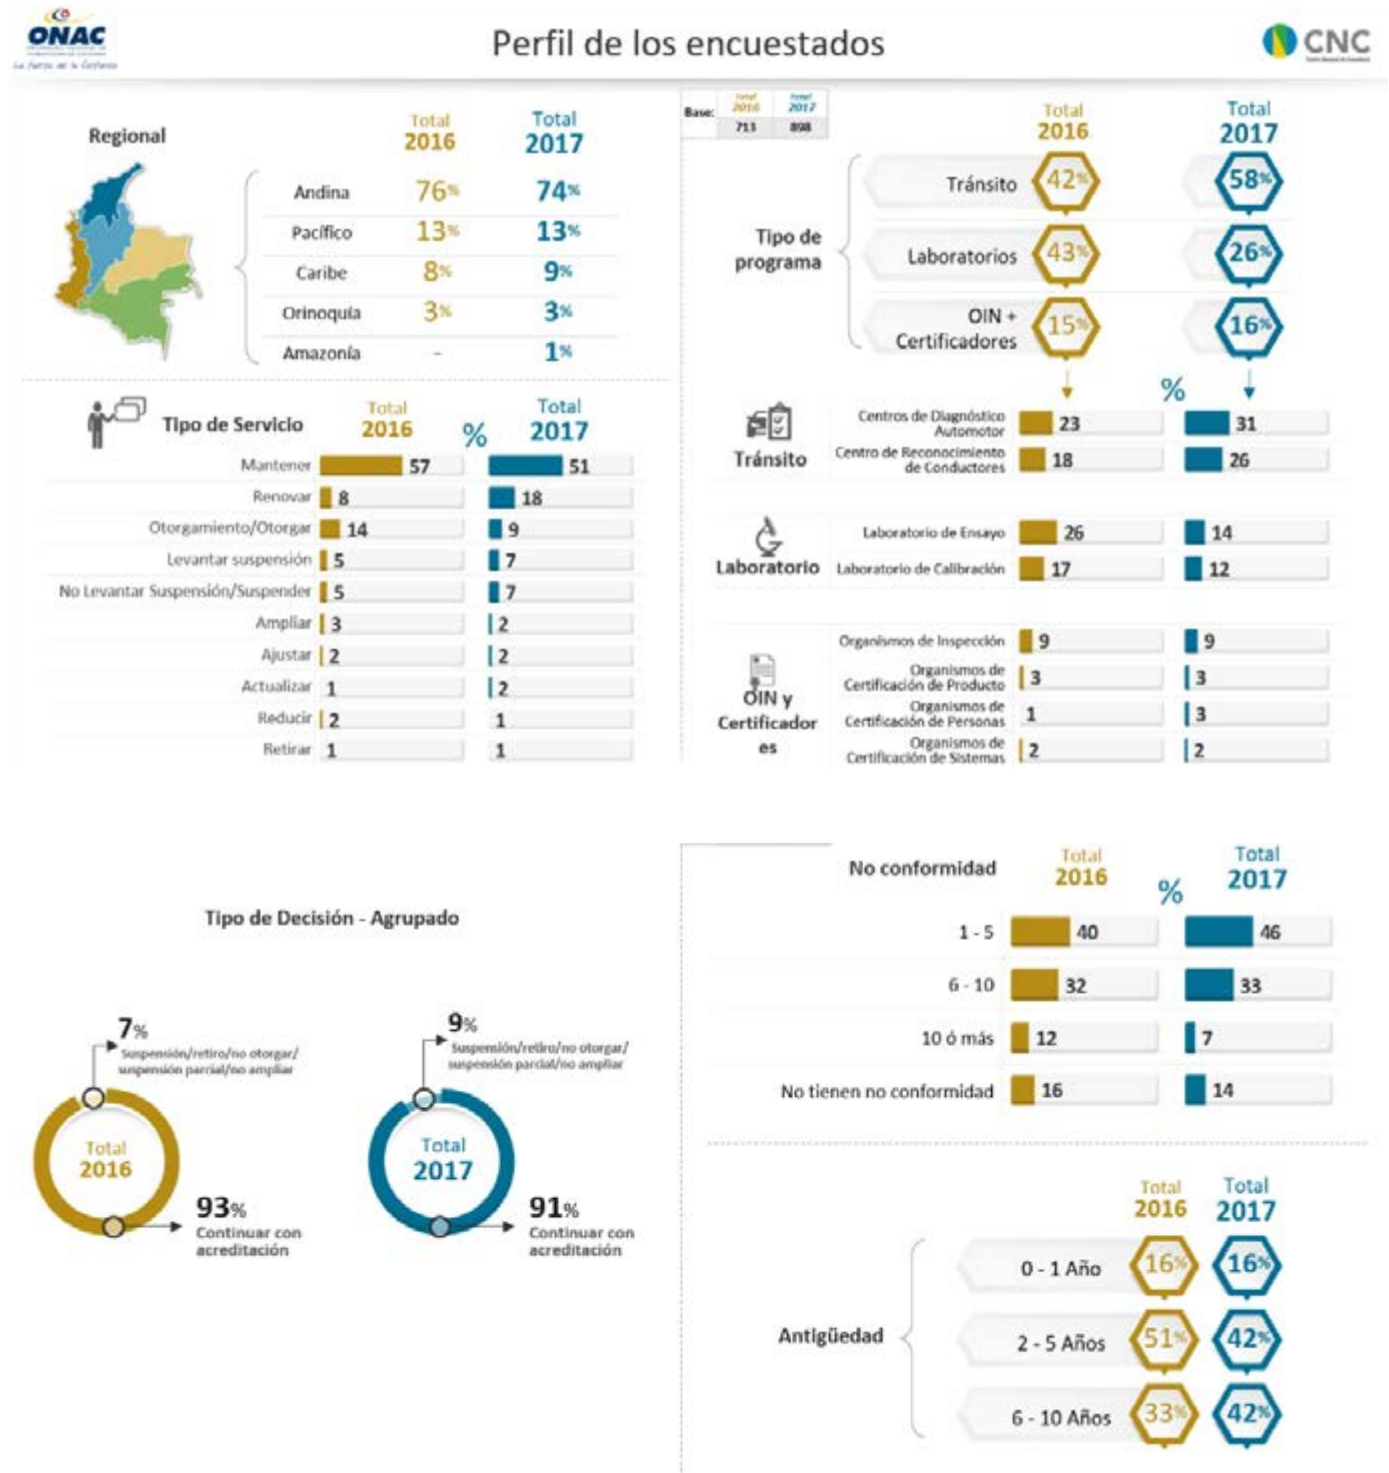 ONAC
Perfil de los encuestados
CNC
Regional
Total
2016
Total
2017
Andina 76% 74%
Pacífico 13% 13%
Caribe 8% 9%
Orinoquía 3% 3%
Amazonía - 1%
Base:
Total
2016
Total
2017
713 898
Total
2016
Total
2017
Tipo de
programa
Tránsito 42% 58%
Laboratorios 43% 26%
OIN +
Certificadores 15% 16%
Tipo de Servicio
Total
2016
%
Total
2017
Mantener 57 51
Renovar 8 18
Otorgamiento/Otorgar 14 9
Levantar suspensión 5 7
No Levantar Suspensión/Suspender 5 7
Ampliar 3 2
Ajustar 2 2
Actualizar 1 2
Reducir 2 1
Retirar 1 1
%
Tránsito
Centros de Diagnóstico
Automotor 23 31
Centro de Reconocimiento
de Conductores 18 26
Laboratorio
Laboratorio de Ensayo 26 14
Laboratorio de Calibración 17 12
OIN y
Certificador
es
Organismos de Inspección 9 9
Organismos de
Certificación de Producto 3 3
Organismos de
Certificación de Personas 1 3
Organismos de
Certificación de Sistemas 2 2
Tipo de Decisión - Agrupado
7%
Suspensión/retiro/no otorgar/
suspensión parcial/no ampliar
Total
2016
93%
Continuar con
acreditación
9%
Suspensión/retiro/no otorgar/
suspensión parcial/no ampliar
Total
2017
91%
Continuar con
acreditación
No conformidad
Total
2016
%
Total
2017
1 - 5 40 46
6 - 10 32 33
10 ó más 12 7
No tienen no conformidad 16 14
Total
2016
Total
2017
Antigüedad
0 - 1 Año 16% 16%
2 - 5 Años 51% 42%
6 - 10 Años 33% 42%